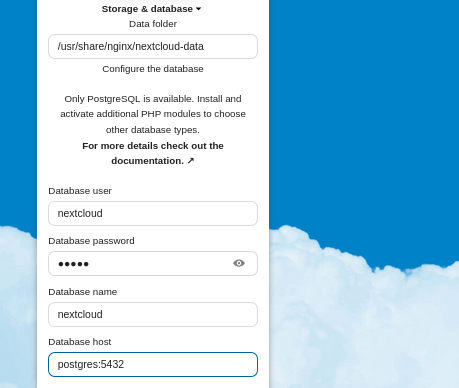 Storage & database
Data folder
/usr/share/nginx/nextcloud-data
Configure the database
Only PostgreSQL is available. Install and
activate additional PHP modules to choose
other database types.
For more details check out the
documentation. ↗
Database user
nextcloud
Database password
●●●●●
Database name
nextcloud
Database host
postgres:5432